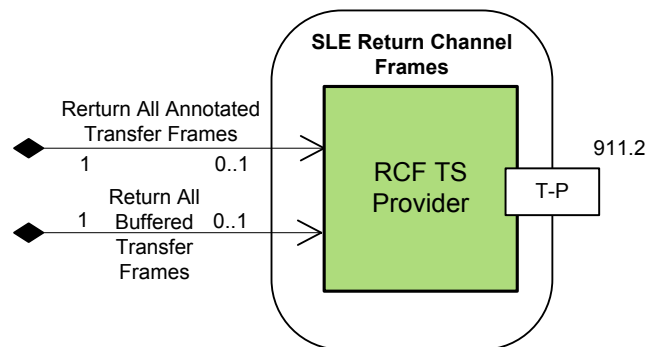 SLE Return Channel
Frames
Rerturn All Annotated
Transfer Frames
1
0..1
RCF TS
Provider
911.2
T-P
Return All
Buffered
Transfer
Frames
1
0..1